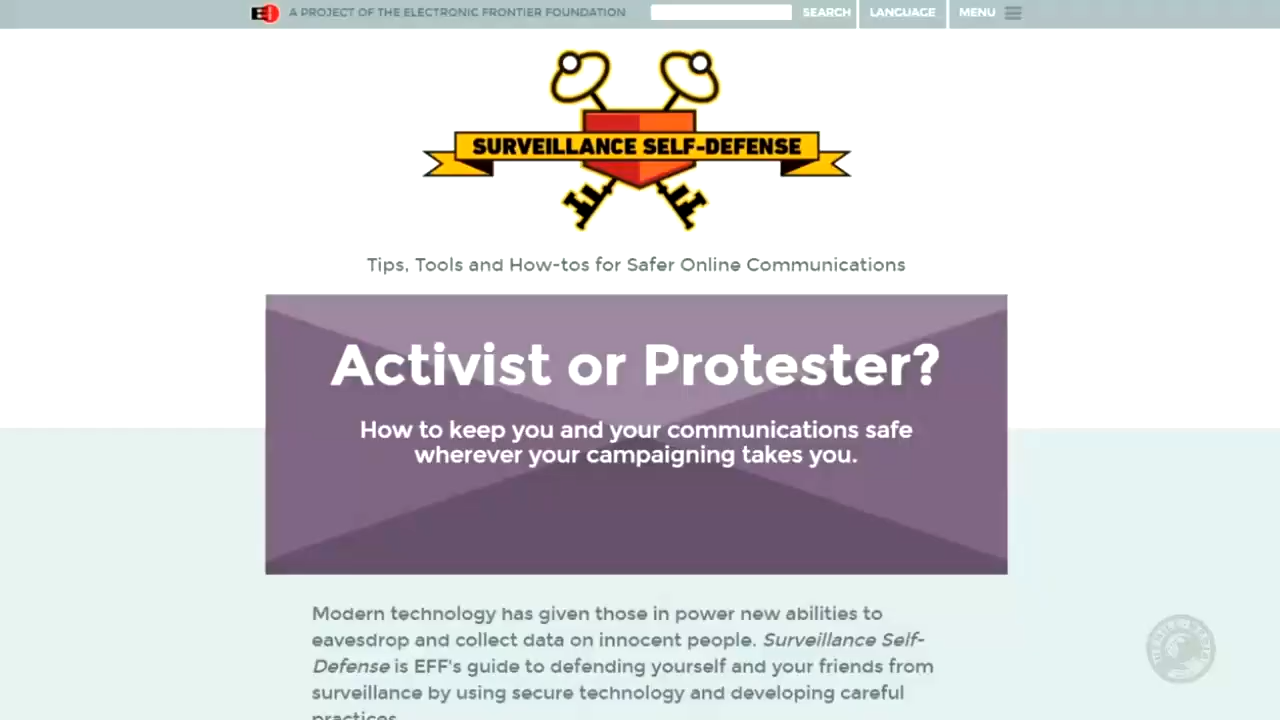 A PROJECT OF THE ELECTRONIC FRONTIER FOUNDATION
SEARCH
LANGUAGE
MENU
SURVEILLANCE SELF-DEFENSE
Tips, Tools and How-tos for Safer Online Communications
Activist or Protester?
How to keep you and your communications safe
wherever your campaigning takes you.
Modern technology has given those in power new abilities to
eavesdrop and collect data on innocent people. Surveillance Self-
Defense is EFF's guide to defending yourself and your friends from
surveillance by using secure technology and developing careful
practices.